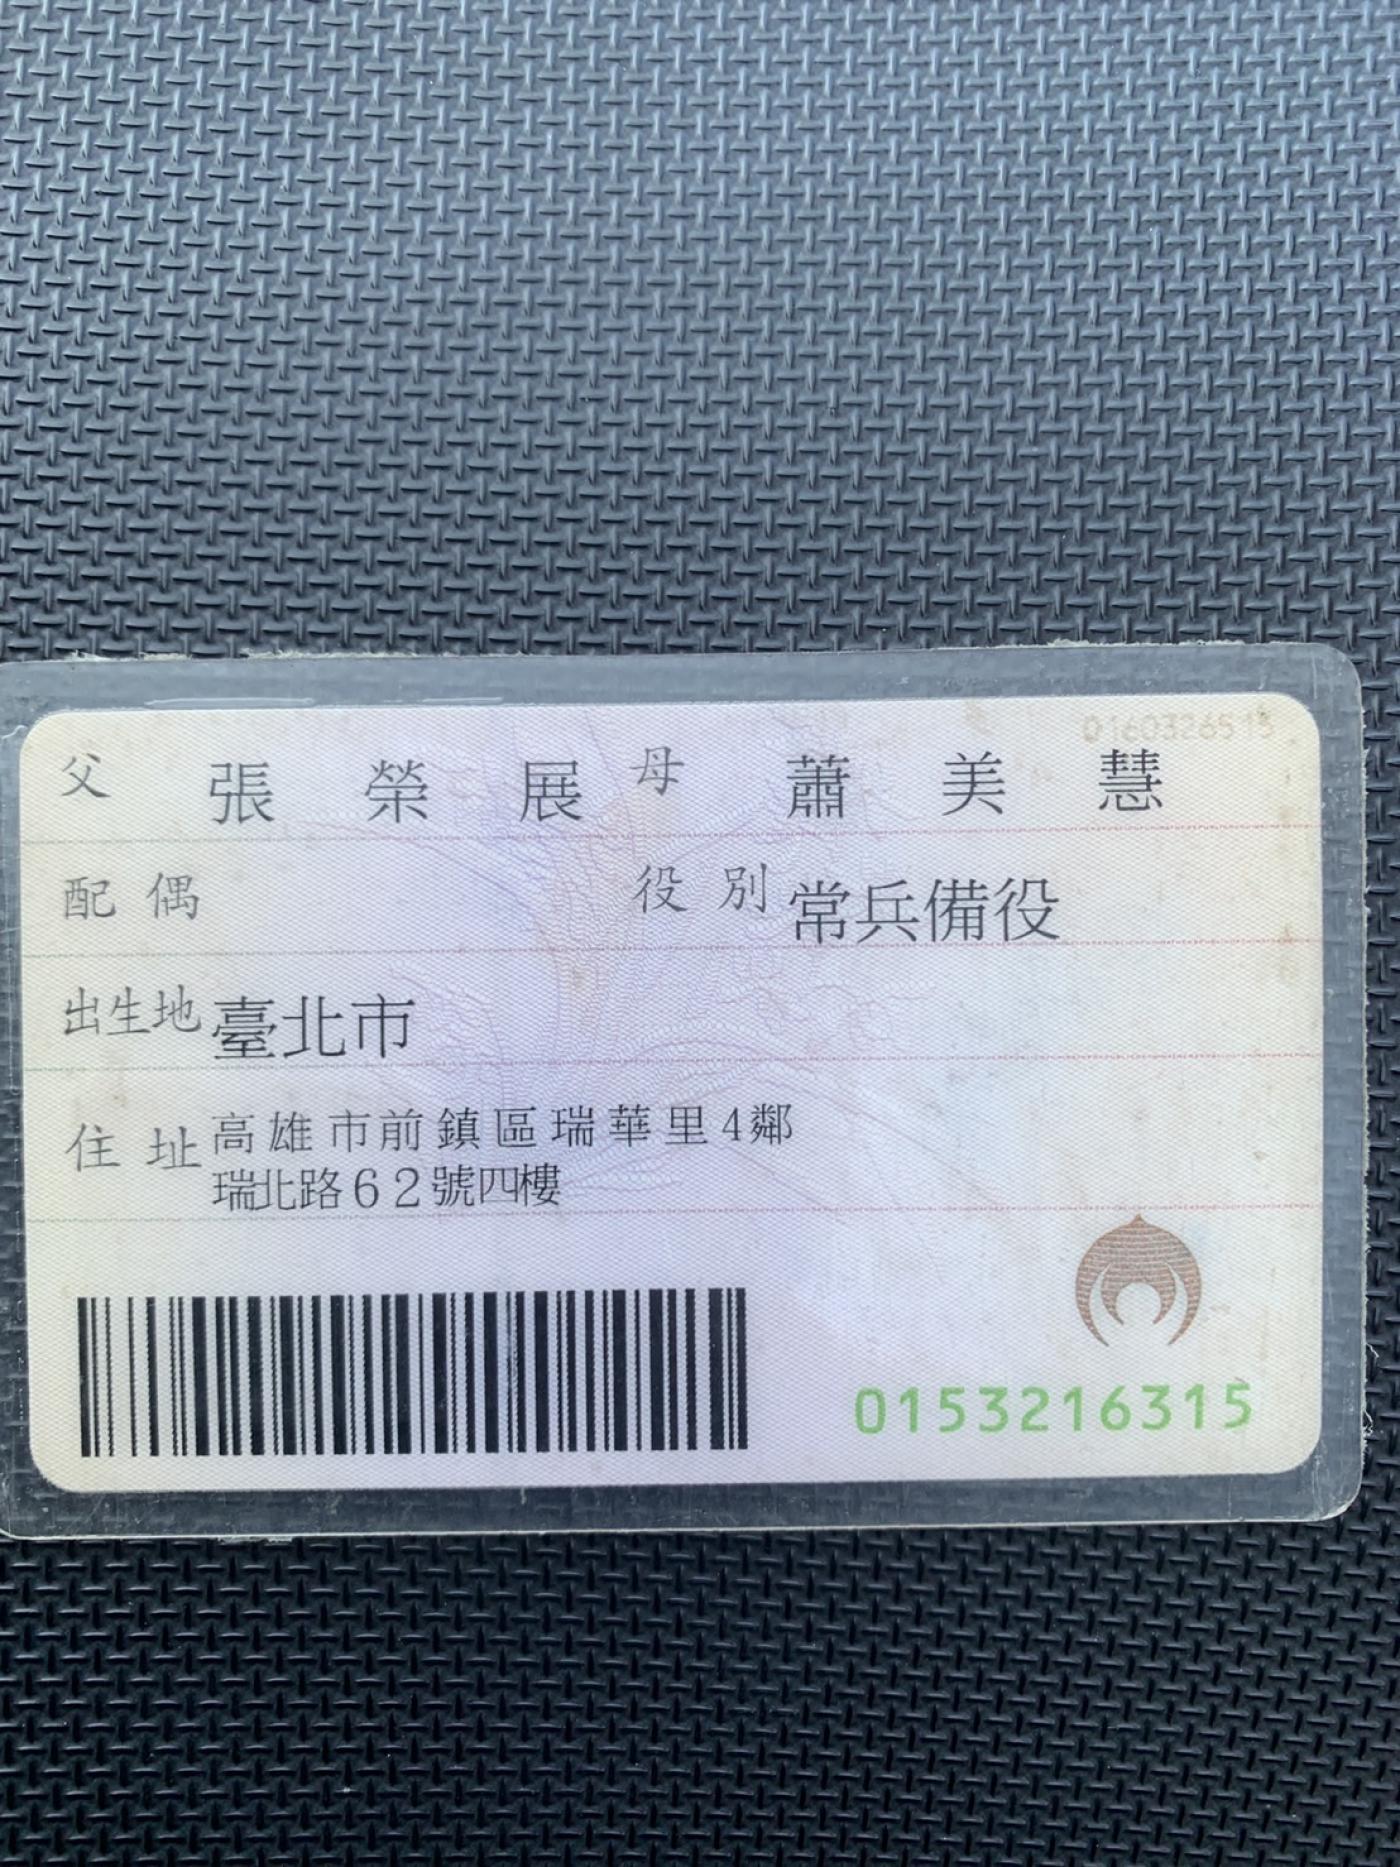 0160326515
父 張榮展 母 蕭美慧
配偶 役別 常兵備役
出生地 臺北市
住址 高雄市前鎮區瑞華里4鄰
瑞北路62號四樓
0153216315